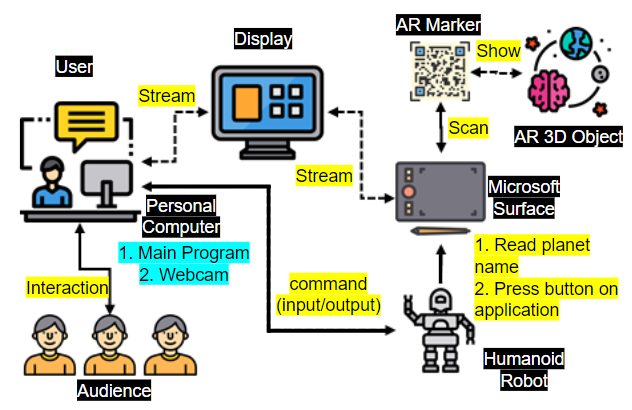 AR Marker
Display
Show
User
Stream
Scan
AR 3D Object
Stream
Microsoft
Surface
Personal
Computer
1. Main Program
2. Webcam
1. Read planet
name
2. Press button on
application
Interaction
command
(input/output)
Humanoid
Robot
Audience